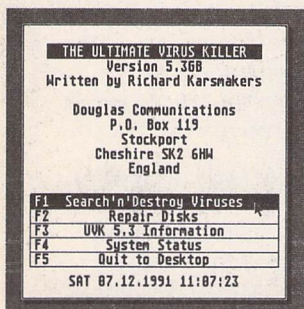 THE ULTIMATE VIRUS KILLER
Version 5.3GB
Written by Richard Karsmakers
Douglas Communications
P.O. Box 119
Stockport
Cheshire SK2 6HW
England
F1 Search'n'Destroy Viruses
F2 Repair Disks
F3 UVK 5.3 Information
F4 System Status
F5 Quit to Desktop
SAT 07.12.1991 11:07:23